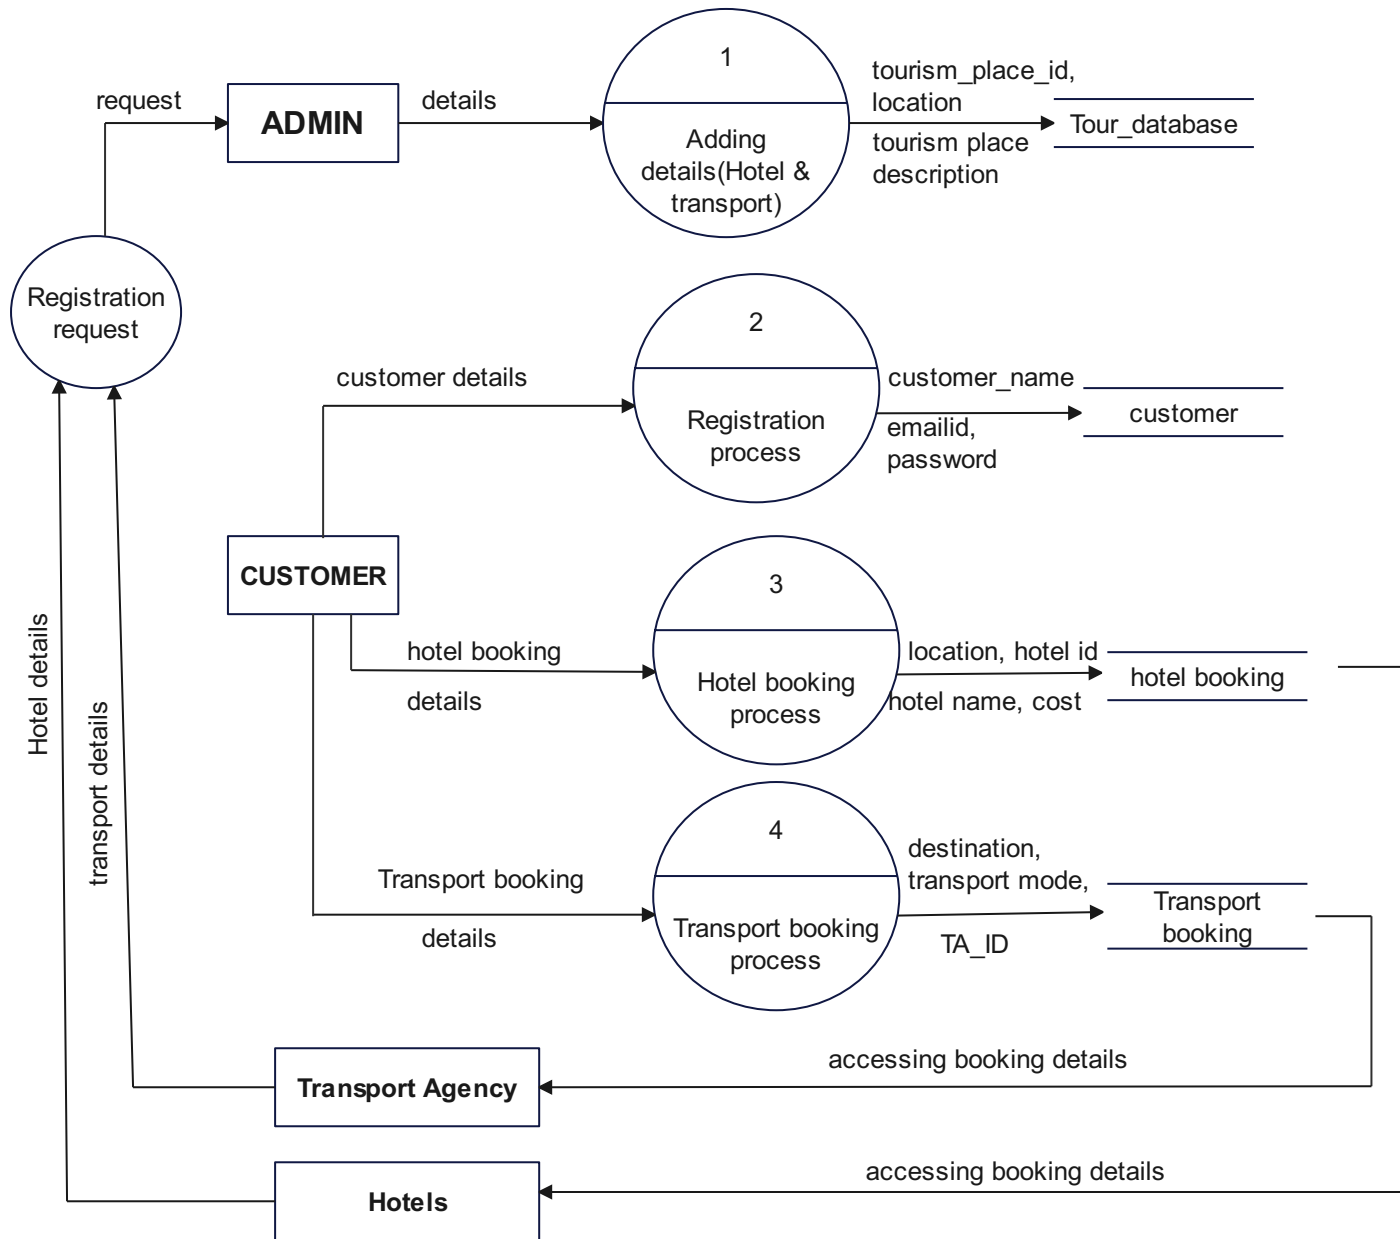 1
request
ADMIN
details
Adding
details(Hotel &
transport)
tourism_place_id,
location
tourism place
description
Tour_database
Registration
request
2
customer details
Registration
process
customer_name
emailid,
password
customer
CUSTOMER
3
hotel booking
details
Hotel booking
process
location, hotel id
hotel name, cost
hotel booking
Hotel details
transport details
4
Transport booking
details
Transport booking
process
destination,
transport mode,
TA_ID
Transport
booking
accessing booking details
Transport Agency
accessing booking details
Hotels